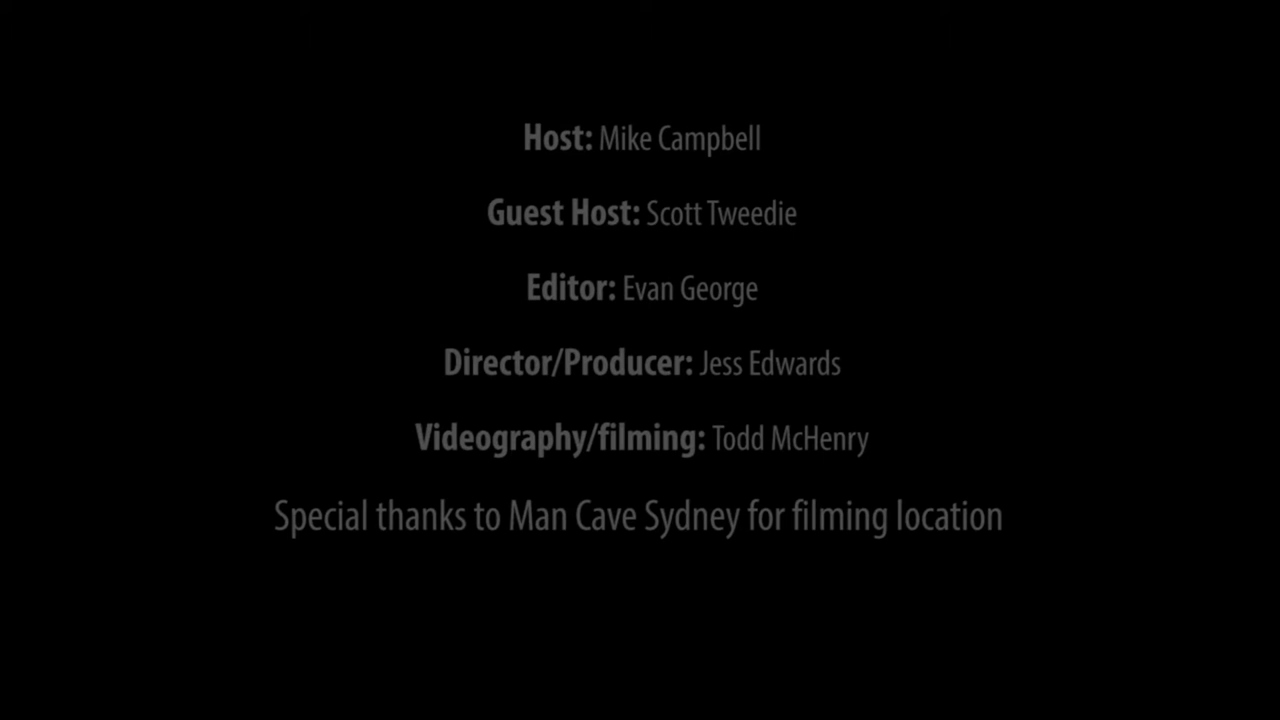 Host: Mike Campbell
Guest Host: Scott Tweedie
Editor: Evan George
Director/Producer: Jess Edwards
Videography/filming: Todd McHenry
Special thanks to Man Cave Sydney for filming location